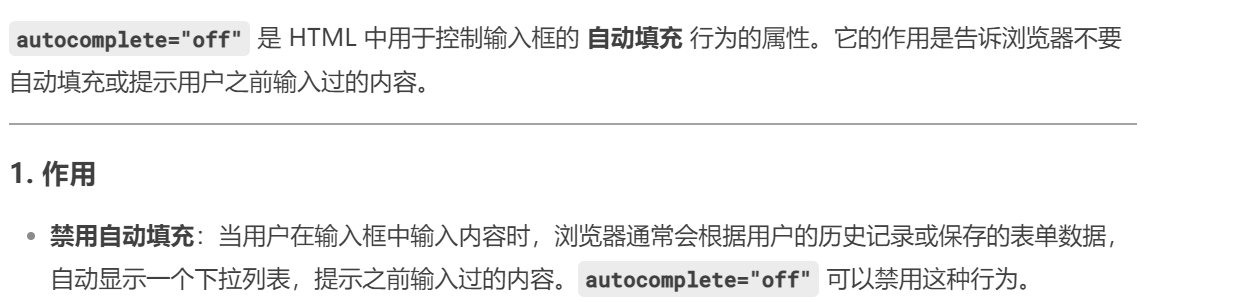 autocomplete="off" 是 HTML 中用于控制输入框的 自动填充 行为的属性。它的作用是告诉浏览器不要
自动填充或提示用户之前输入过的内容。
1. 作用
• 禁用自动填充：当用户在输入框中输入内容时，浏览器通常会根据用户的历史记录或保存的表单数据，
自动显示一个下拉列表，提示之前输入过的内容。 autocomplete="off" 可以禁用这种行为。